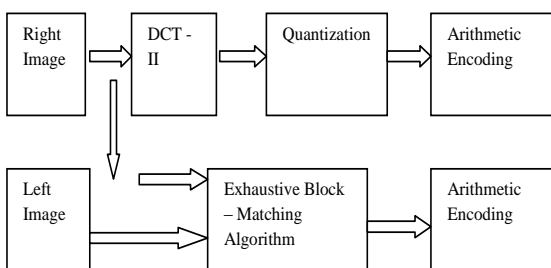 Right
Image
DCT -
II
Quantization
Arithmetic
Encoding
Left
Image
Exhaustive Block
– Matching
Algorithm
Arithmetic
Encoding